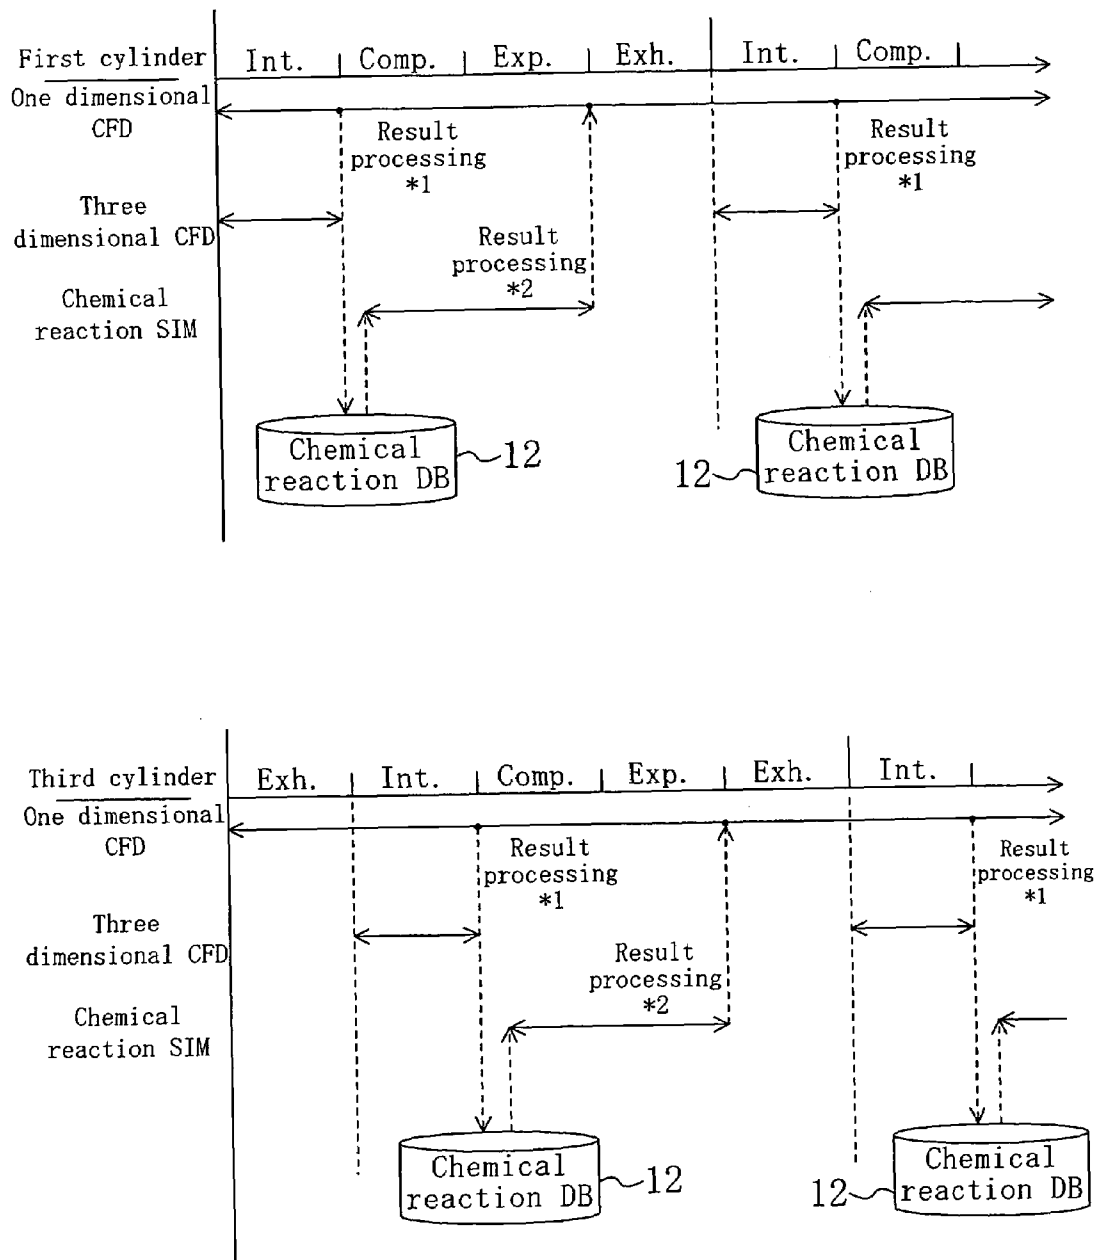 First cylinder Int. Comp. Exp. Exh. Int. Comp.
One dimensional
CFD
Result
processing
*1
Result
processing
*1
Three
dimensional CFD
Result
processing
*2
Chemical
reaction SIM
Chemical
reaction DB
12
12
Chemical
reaction DB
Third cylinder Exh. Int. Comp. Exp. Exh. Int.
One dimensional
CFD
Result
processing
*1
Result
processing
*1
Three
dimensional CFD
Result
processing
*2
Chemical
reaction SIM
Chemical
reaction DB
12
12
Chemical
reaction DB